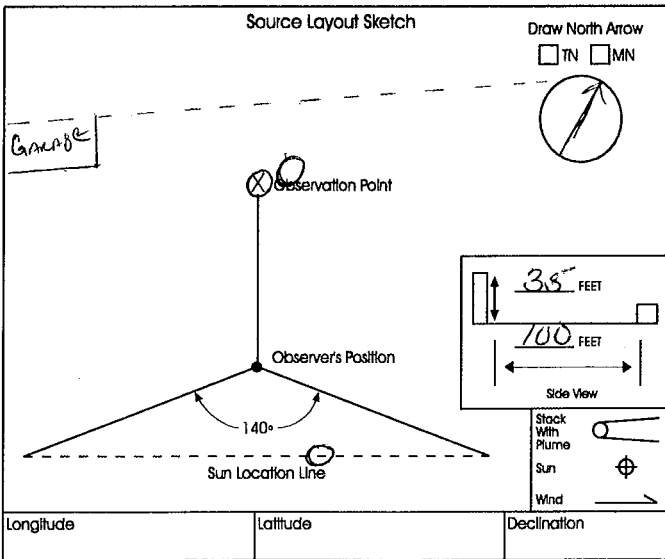 Source Layout Sketch
Draw North Arrow
TN MN
GARAGE
X
Observation Point
35 FEET
100 FEET
Side View
Observer's Position
140°
Sun Location Line
Stack
With
Plume
Sun
Wind
Longitude Latitude Declination